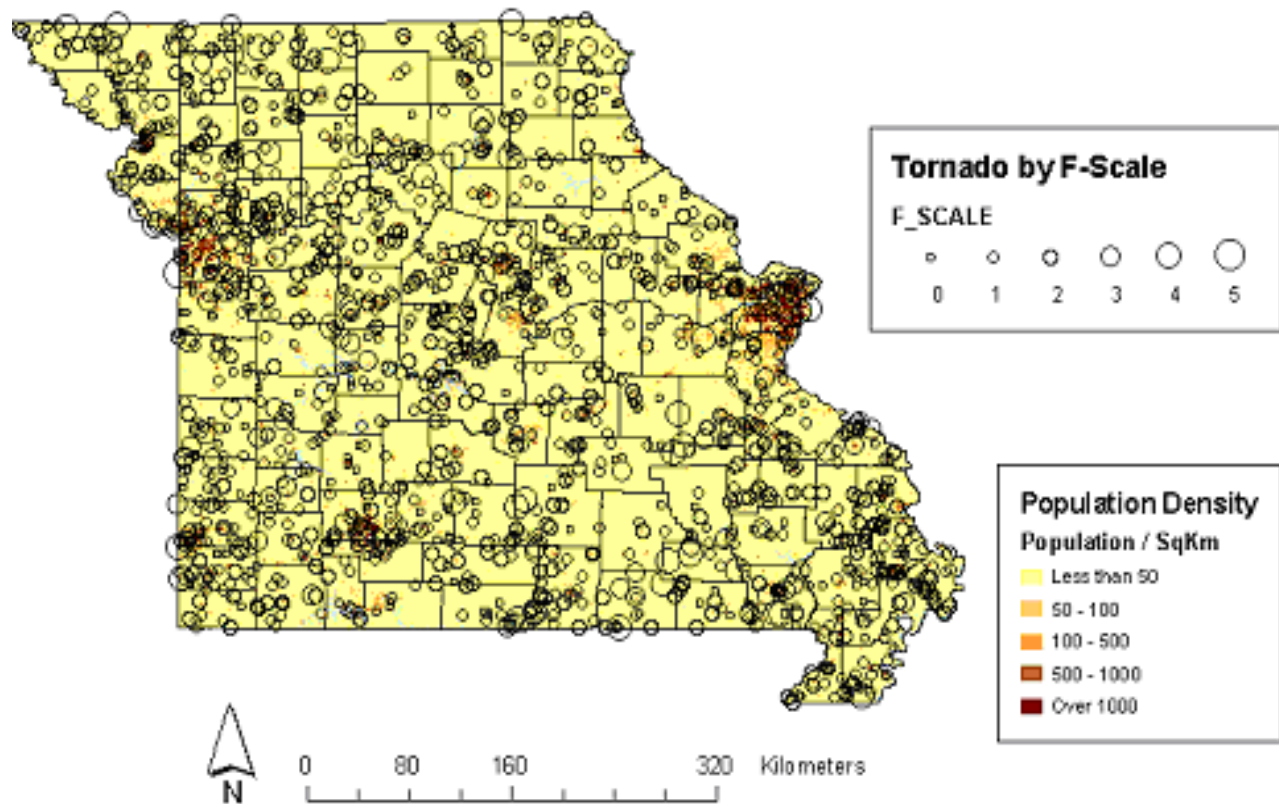 Tornado by F-Scale
F_SCALE
0 1 2 3 4 5
Population Density
Population / SqKm
Less than 50
50 - 100
100 - 500
500 - 1000
Over 1000
0 80 160 320 Kilometers
N